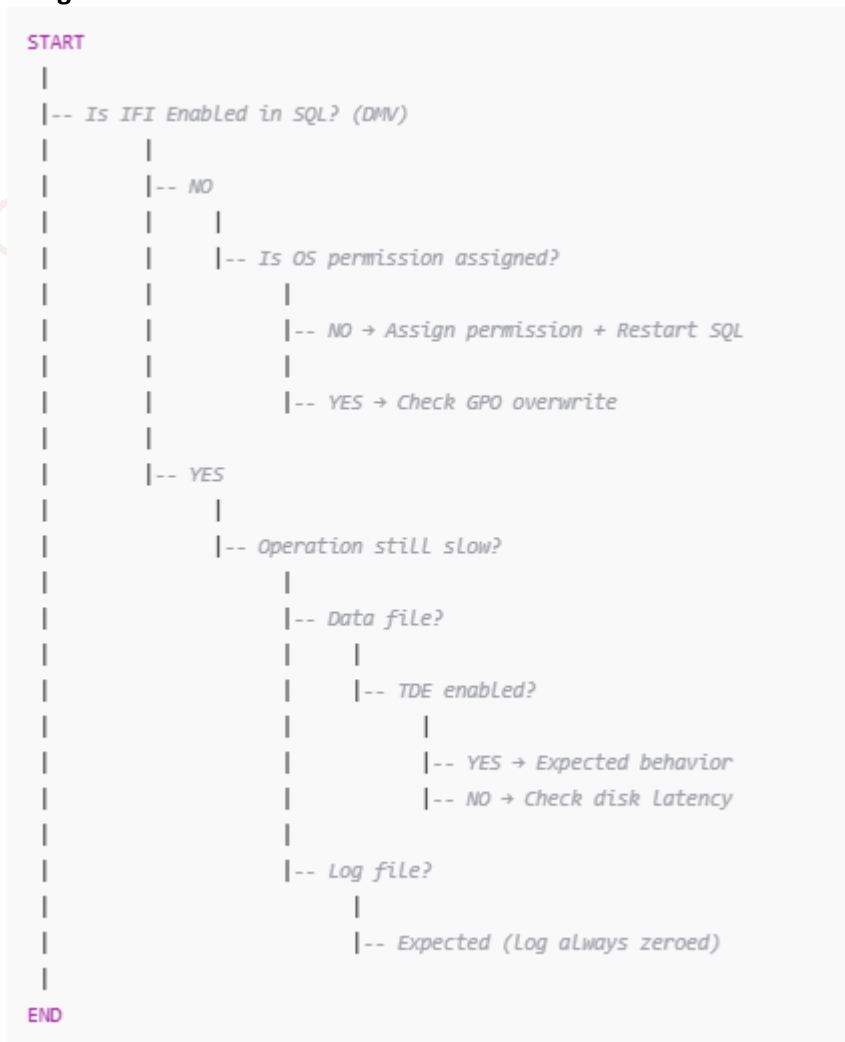 START
|
|-- Is IFI Enabled in SQL? (DMV)
|        |
|        |-- NO
|        |     |
|        |     |-- Is OS permission assigned?
|        |           |
|        |           |-- NO → Assign permission + Restart SQL
|        |           |
|        |           |-- YES → Check GPO overwrite
|        |
|        |-- YES
|              |
|              |-- Operation still slow?
|                    |
|                    |-- Data file?
|                    |     |
|                    |     |-- TDE enabled?
|                    |           |
|                    |           |-- YES → Expected behavior
|                    |           |-- NO → Check disk latency
|                    |
|                    |-- Log file?
|                          |
|                          |-- Expected (log always zeroed)
|
END